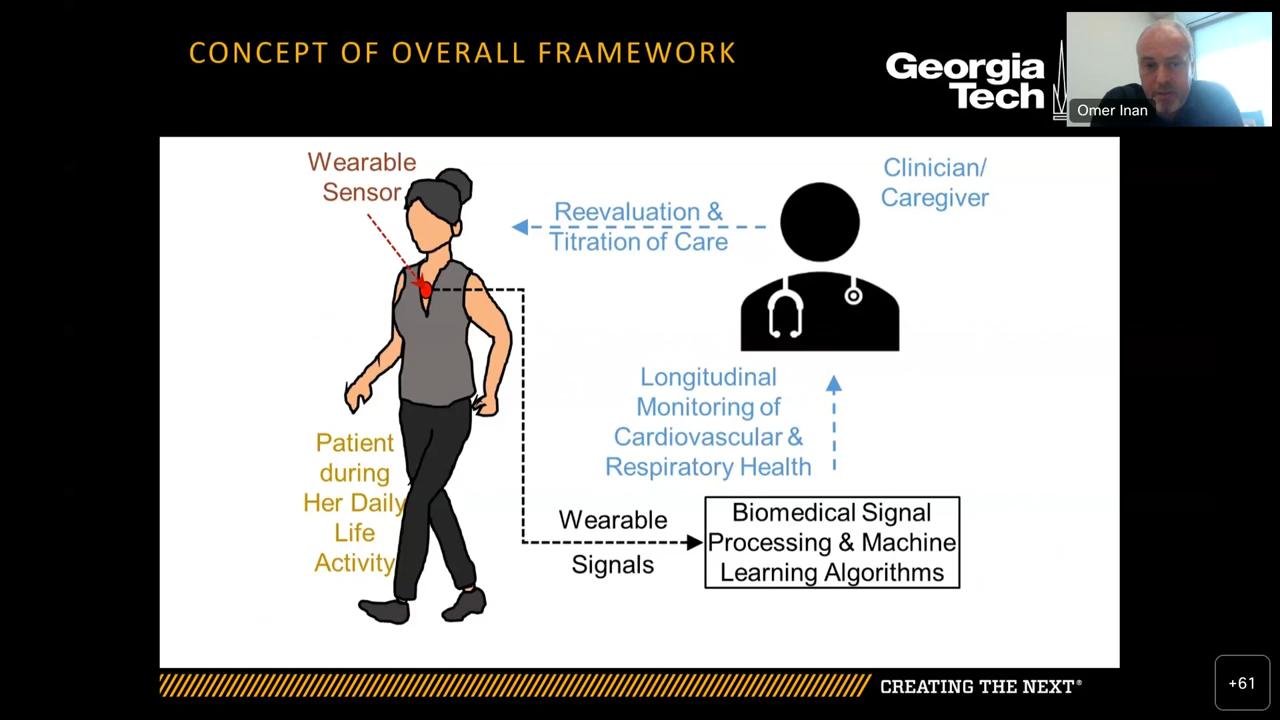 CONCEPT OF OVERALL FRAMEWORK
Georgia
Tech
Omer Inan
Wearable
Sensor
Clinician/
Caregiver
Reevaluation &
Titration of Care
Longitudinal
Monitoring of
Cardiovascular &
Respiratory Health
Patient
during
Her Daily
Life
Activity
Wearable
Signals
Biomedical Signal
Processing & Machine
Learning Algorithms
CREATING THE NEXT®
+61